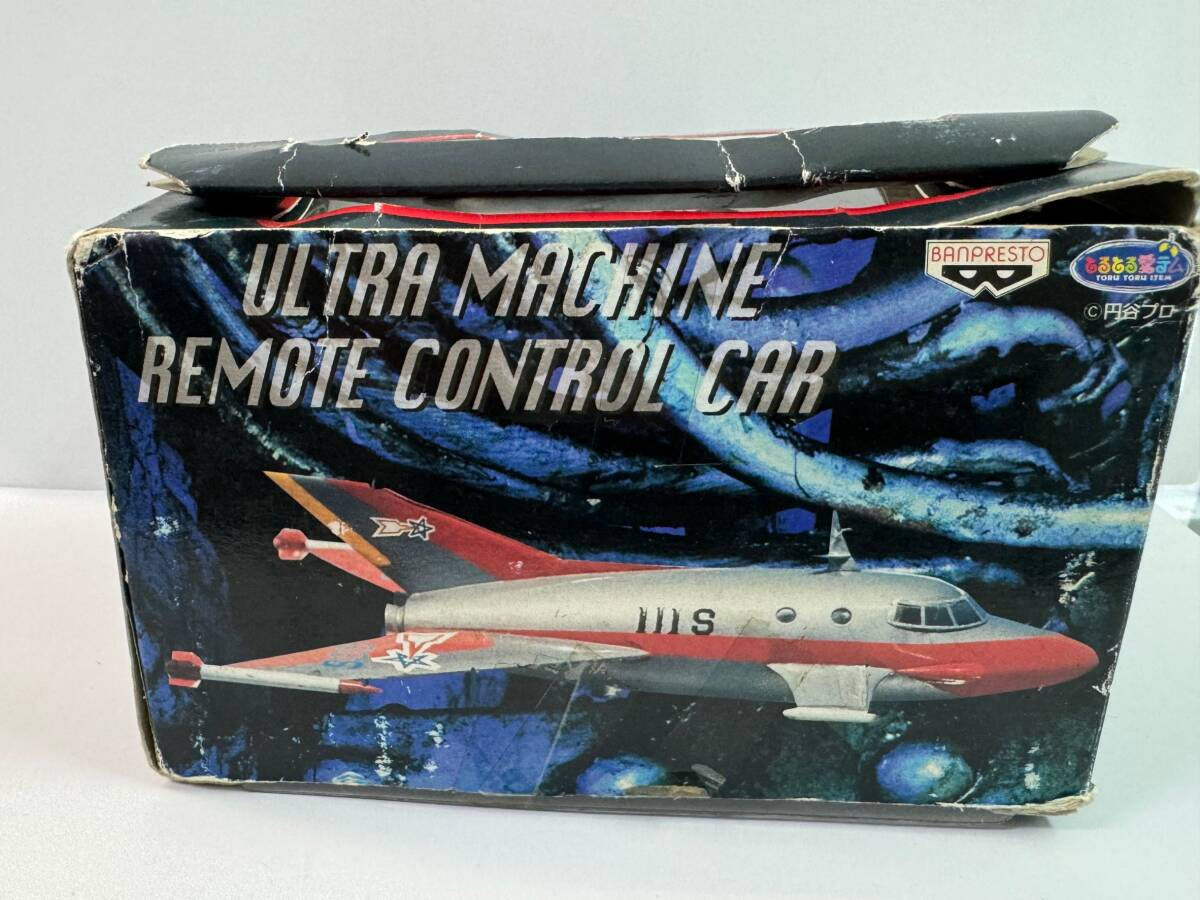 ULTRA MACHINE
REMOTE CONTROL CAR
BANPRESTO
とるとる愛テム
TORU TORU ITEM
©円谷プロ
S